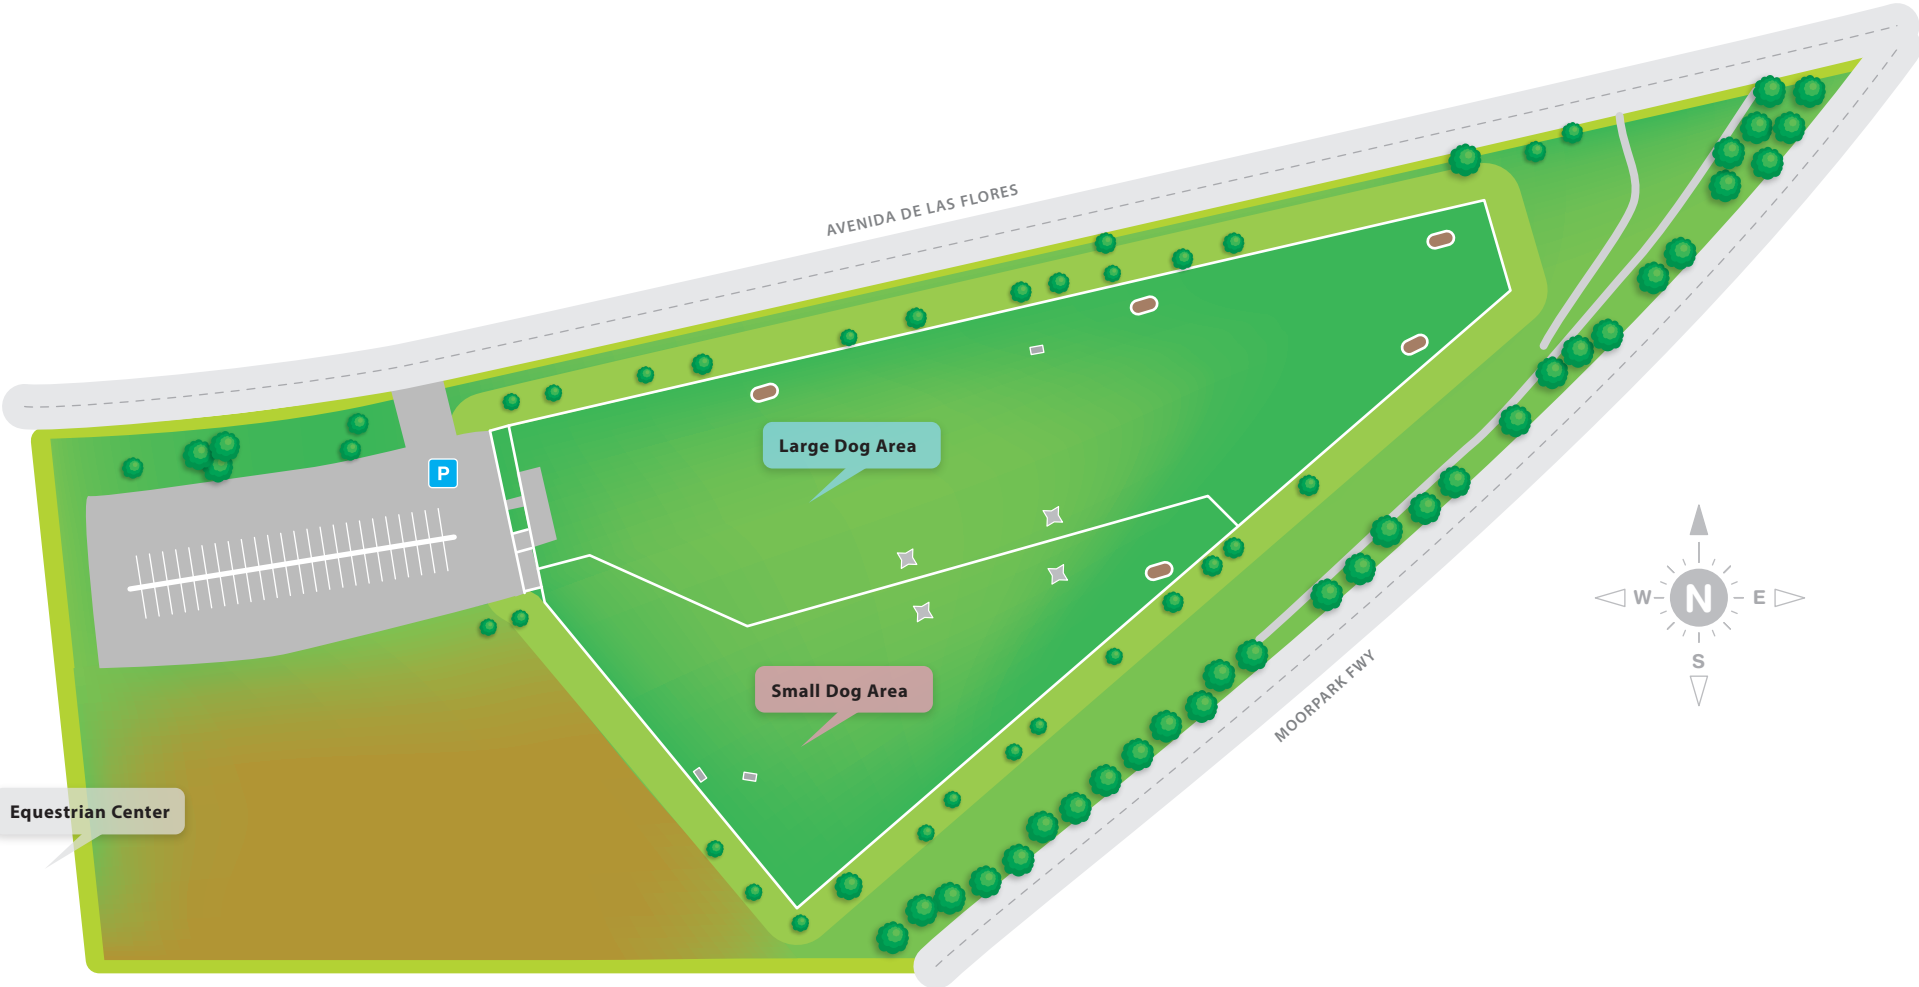 AVENIDA DE LAS FLORES
P
Large Dog Area
Small Dog Area
Equestrian Center
MOORPARK FWY
W N E
S